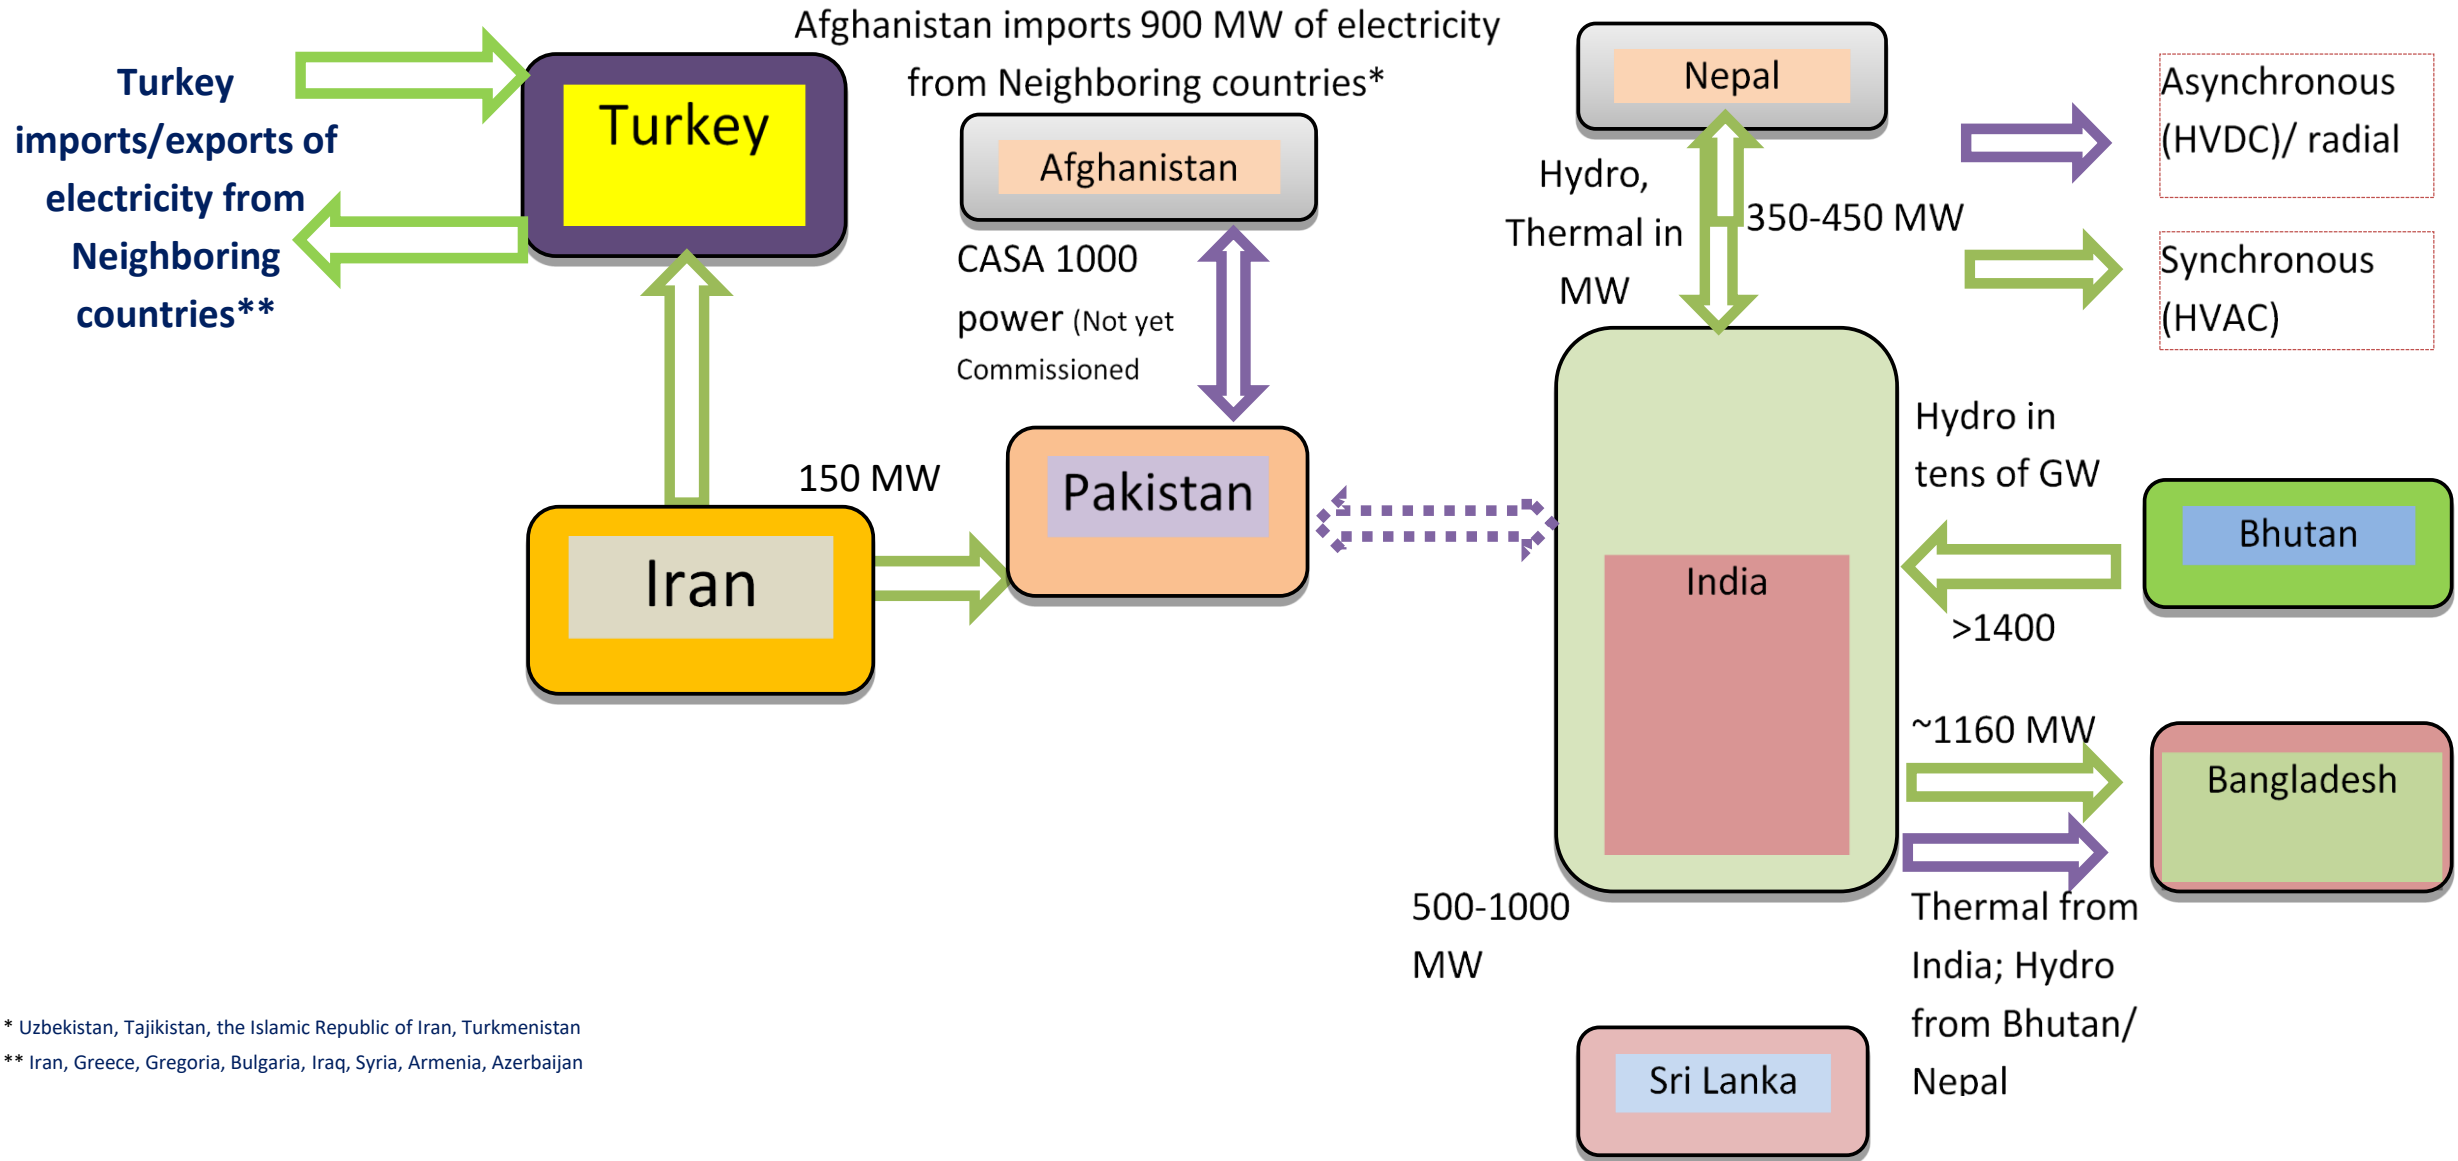 Afghanistan imports 900 MW of electricity
from Neighboring countries*
Turkey
imports/exports of
electricity from
Neighboring
countries**
Turkey
Afghanistan
Nepal
Asynchronous
(HVDC)/ radial
Synchronous
(HVAC)
Hydro,
Thermal in
MW
350-450 MW
CASA 1000
power (Not yet
Commissioned
150 MW
Iran
Pakistan
India
Hydro in
tens of GW
Bhutan
>1400
~1160 MW
Bangladesh
500-1000
MW
Thermal from
India; Hydro
from Bhutan/
Nepal
Sri Lanka
* Uzbekistan, Tajikistan, the Islamic Republic of Iran, Turkmenistan
** Iran, Greece, Gregoria, Bulgaria, Iraq, Syria, Armenia, Azerbaijan